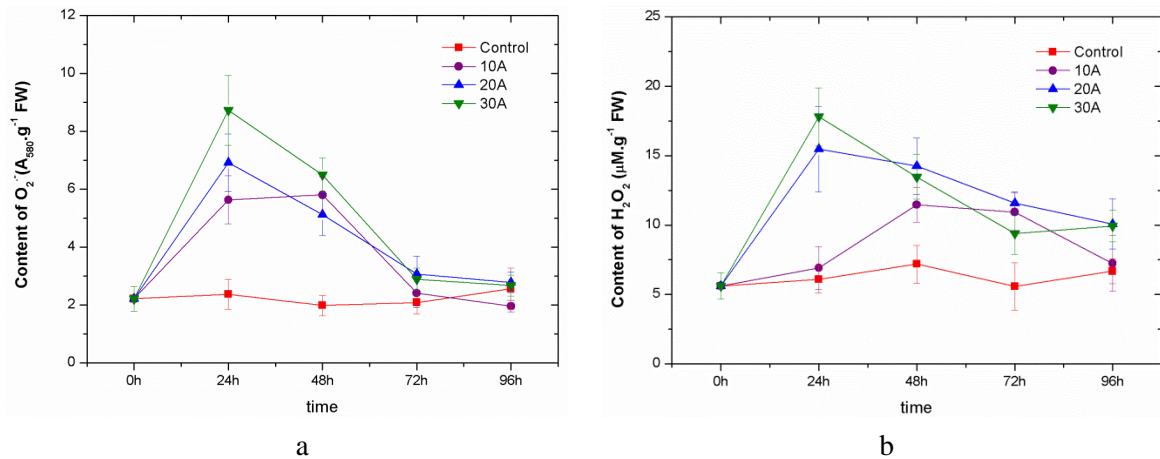 Content of O₂·⁻(A₅₈₀.g⁻¹ FW)
12
10
8
6
4
2
0
0h 24h 48h 72h 96h
time
Control
10A
20A
30A
a
Content of H₂O₂ (μM.g⁻¹ FW)
25
20
15
10
5
0
0h 24h 48h 72h 96h
time
Control
10A
20A
30A
b